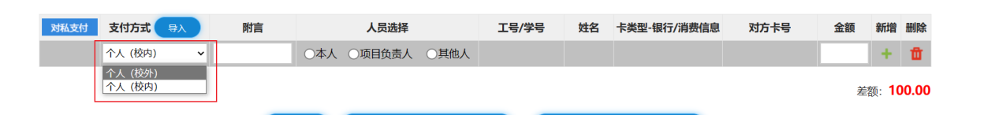 对私支付 支付方式 导入 附言 人员选择 工号/学号 姓名 卡类型-银行/消费信息 对方卡号 金额 新增 删除
个人（校内） 本人 项目负责人 其他人
个人（校外）
个人（校内）
差额：100.00